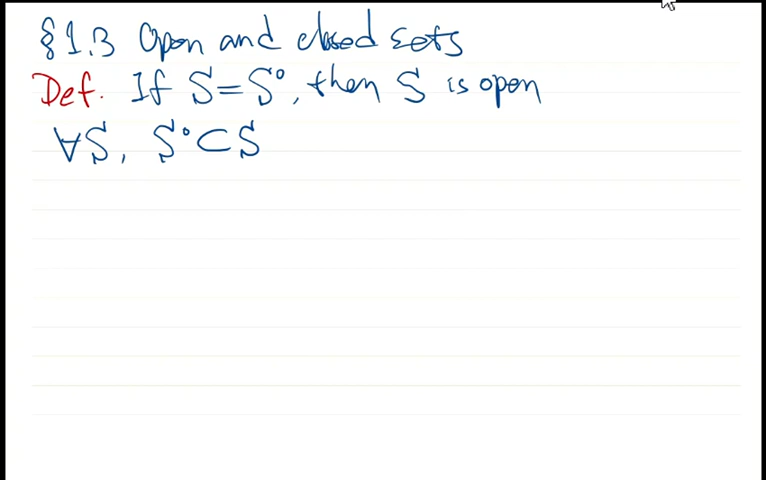 §1.3 Open and closed sets
Def. If S=S°, then S is open
∀S, S°⊂S